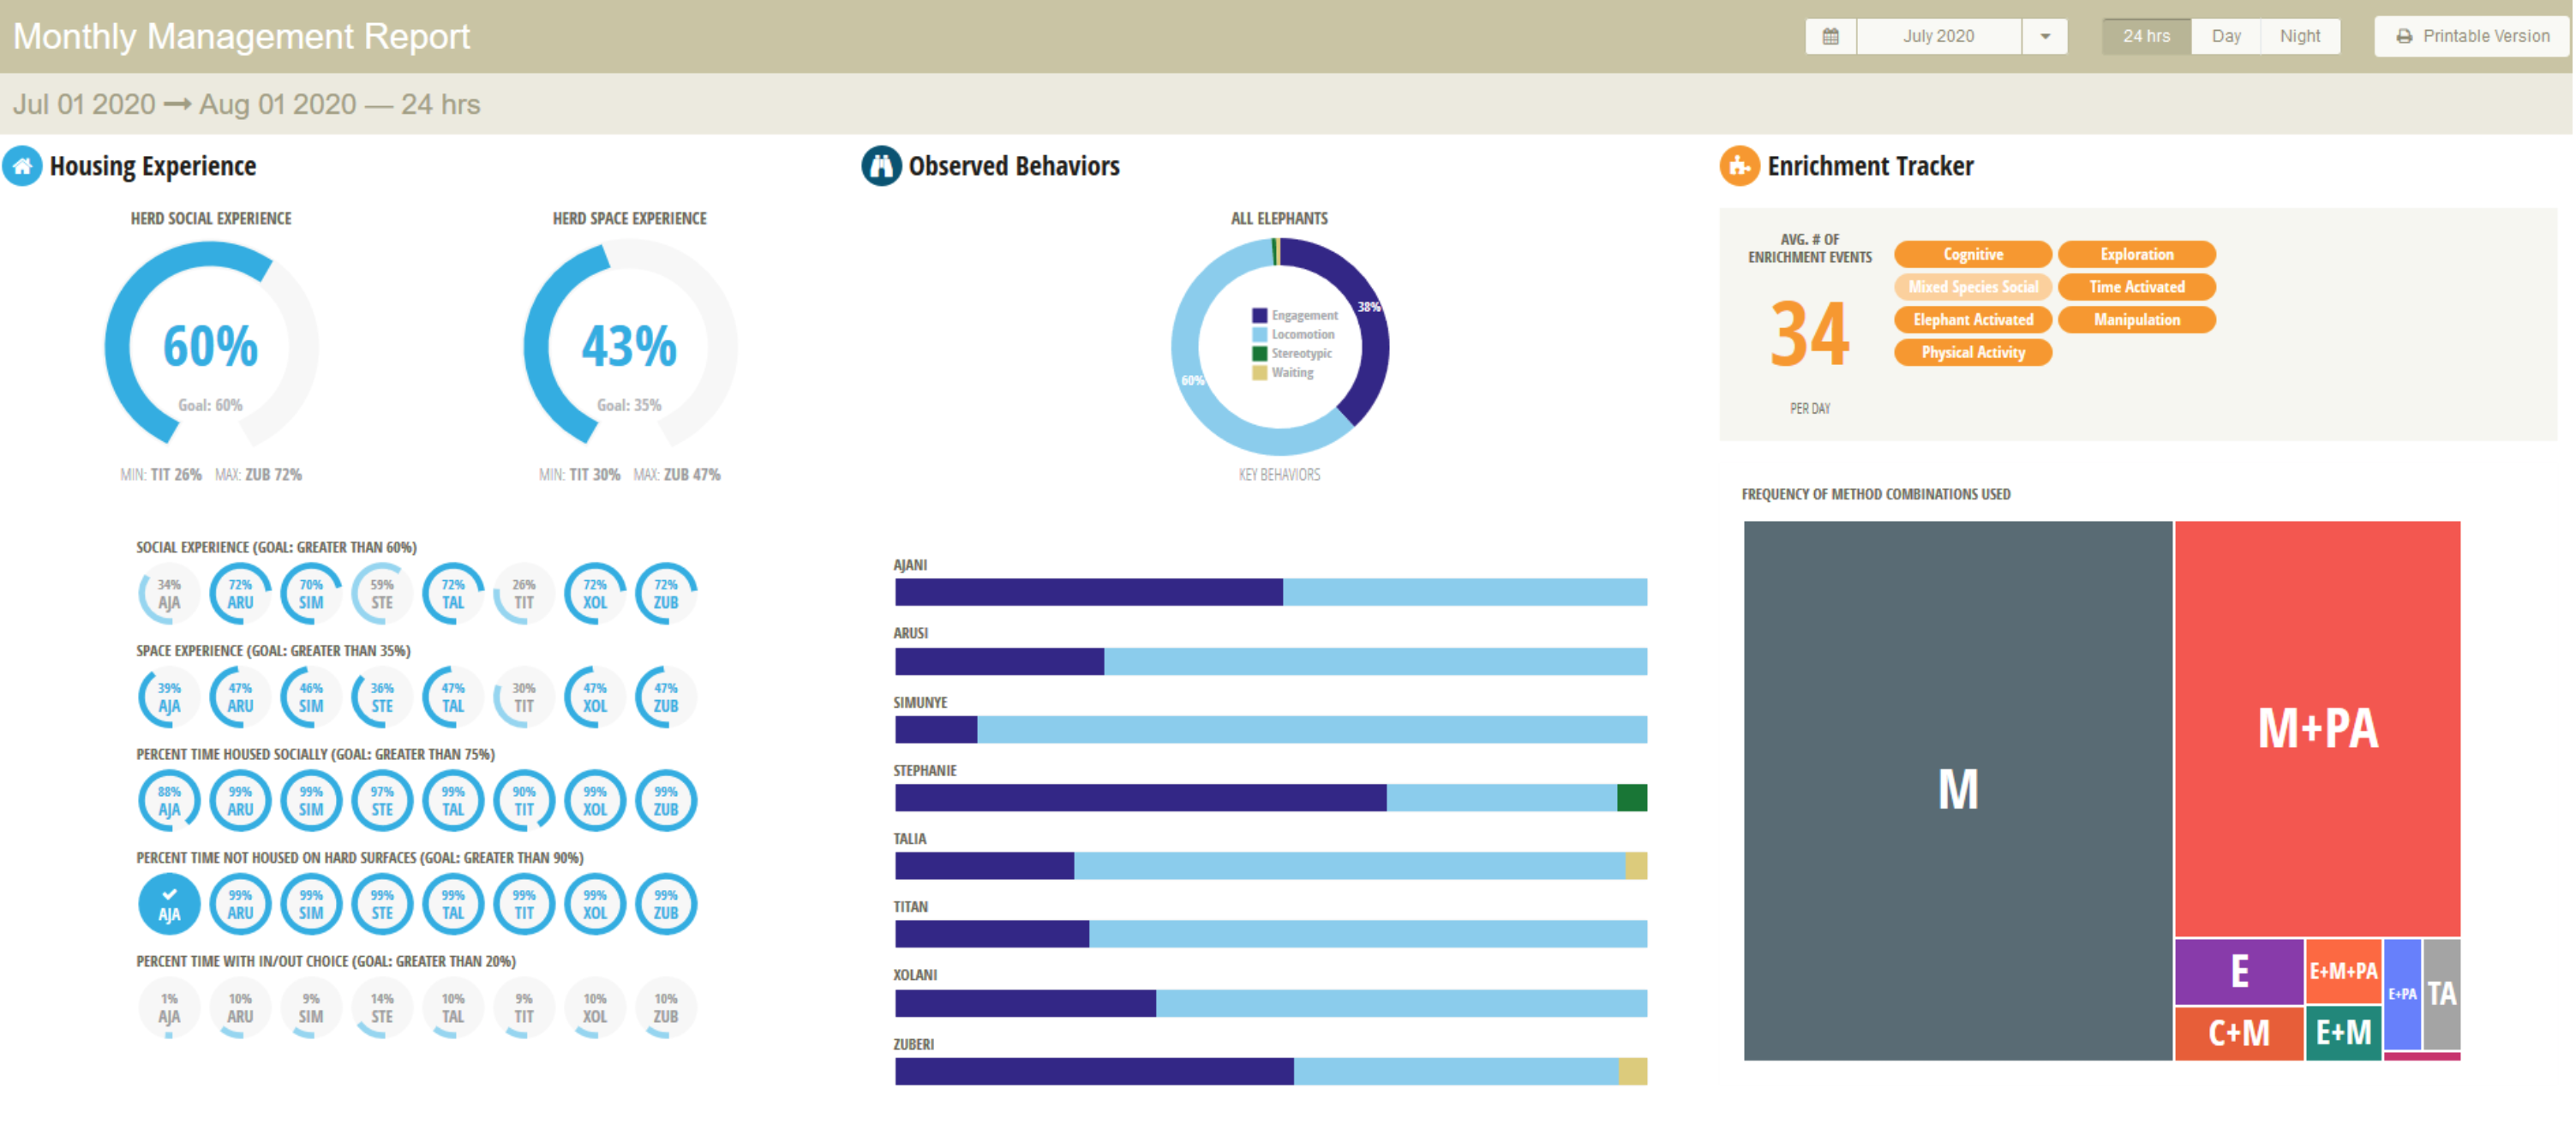 Monthly Management Report
July 2020
24 hrs
Day
Night
Printable Version
Jul 01 2020 → Aug 01 2020 — 24 hrs
Housing Experience
HERD SOCIAL EXPERIENCE
60%
Goal: 60%
MIN: TIT 26% MAX: ZUB 72%
HERD SPACE EXPERIENCE
43%
Goal: 35%
MIN: TIT 30% MAX: ZUB 47%
SOCIAL EXPERIENCE (GOAL: GREATER THAN 60%)
34% 72% 70% 59% 72% 26% 72% 72%
AJA ARU SIM STE TAL TIT XOL ZUB
SPACE EXPERIENCE (GOAL: GREATER THAN 35%)
39% 47% 46% 36% 47% 30% 47% 47%
AJA ARU SIM STE TAL TIT XOL ZUB
PERCENT TIME HOUSED SOCIALLY (GOAL: GREATER THAN 75%)
88% 99% 99% 97% 99% 90% 99% 99%
AJA ARU SIM STE TAL TIT XOL ZUB
PERCENT TIME NOT HOUSED ON HARD SURFACES (GOAL: GREATER THAN 90%)
99% 99% 99% 99% 99% 99% 99%
AJA ARU SIM STE TAL TIT XOL ZUB
PERCENT TIME WITH IN/OUT CHOICE (GOAL: GREATER THAN 20%)
1% 10% 9% 14% 10% 9% 10% 10%
AJA ARU SIM STE TAL TIT XOL ZUB
Observed Behaviors
ALL ELEPHANTS
38%
Engagement
Locomotion
Stereotypic
Waiting
60%
KEY BEHAVIORS
AJANI
ARUSI
SIMUNYE
STEPHANIE
TALIA
TITAN
XOLANI
ZUBERI
Enrichment Tracker
AVG. # OF
ENRICHMENT EVENTS
34
PER DAY
Cognitive
Exploration
Mixed Species Social
Time Activated
Elephant Activated
Manipulation
Physical Activity
FREQUENCY OF METHOD COMBINATIONS USED
M
M+PA
E
E+M+PA
E+PA
TA
C+M
E+M